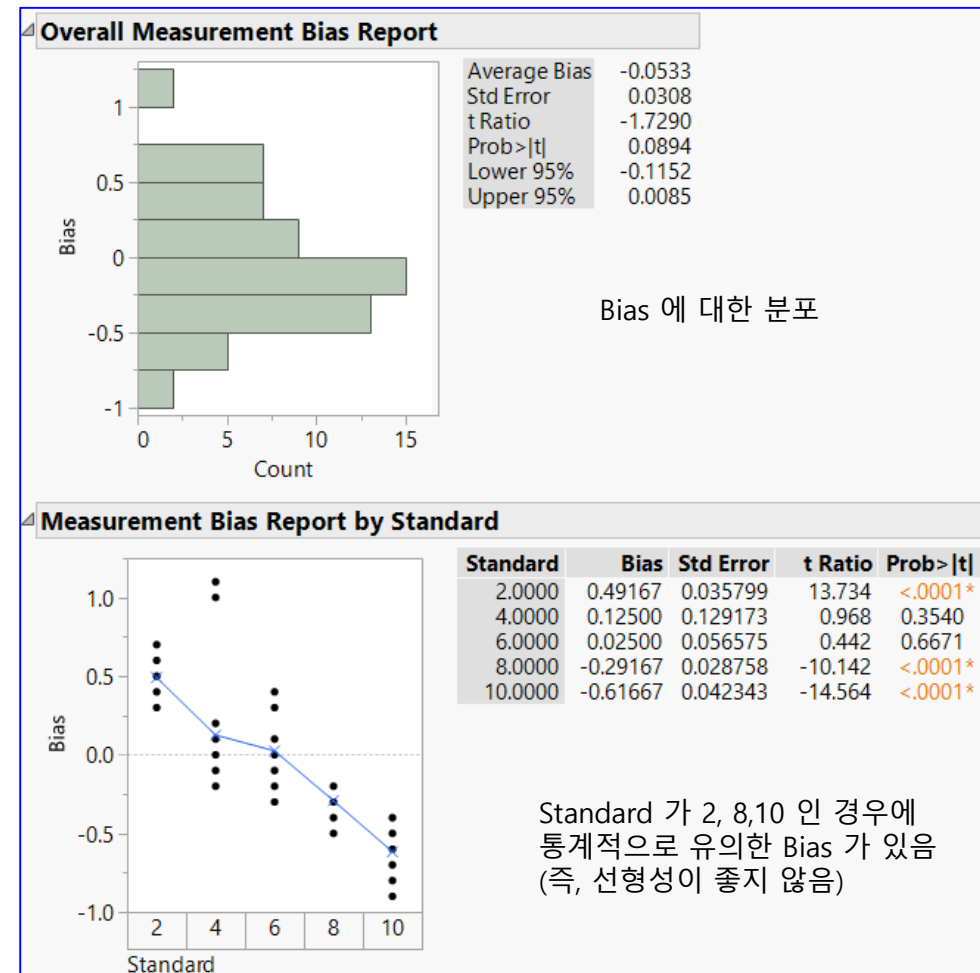 Overall Measurement Bias Report
Average Bias -0.0533
Std Error 0.0308
t Ratio -1.7290
Prob>|t| 0.0894
Lower 95% -0.1152
Upper 95% 0.0085
1
0.5
0
-0.5
-1
Bias
0 5 10 15
Count
Bias 에 대한 분포
Measurement Bias Report by Standard
Standard Bias Std Error t Ratio Prob>|t|
2.0000 0.49167 0.035799 13.734 <.0001*
4.0000 0.12500 0.129173 0.968 0.3540
6.0000 0.02500 0.056575 0.442 0.6671
8.0000 -0.29167 0.028758 -10.142 <.0001*
10.0000 -0.61667 0.042343 -14.564 <.0001*
1.0
0.5
0.0
-0.5
-1.0
Bias
2 4 6 8 10
Standard
Standard 가 2, 8,10 인 경우에
통계적으로 유의한 Bias 가 있음
(즉, 선형성이 좋지 않음)